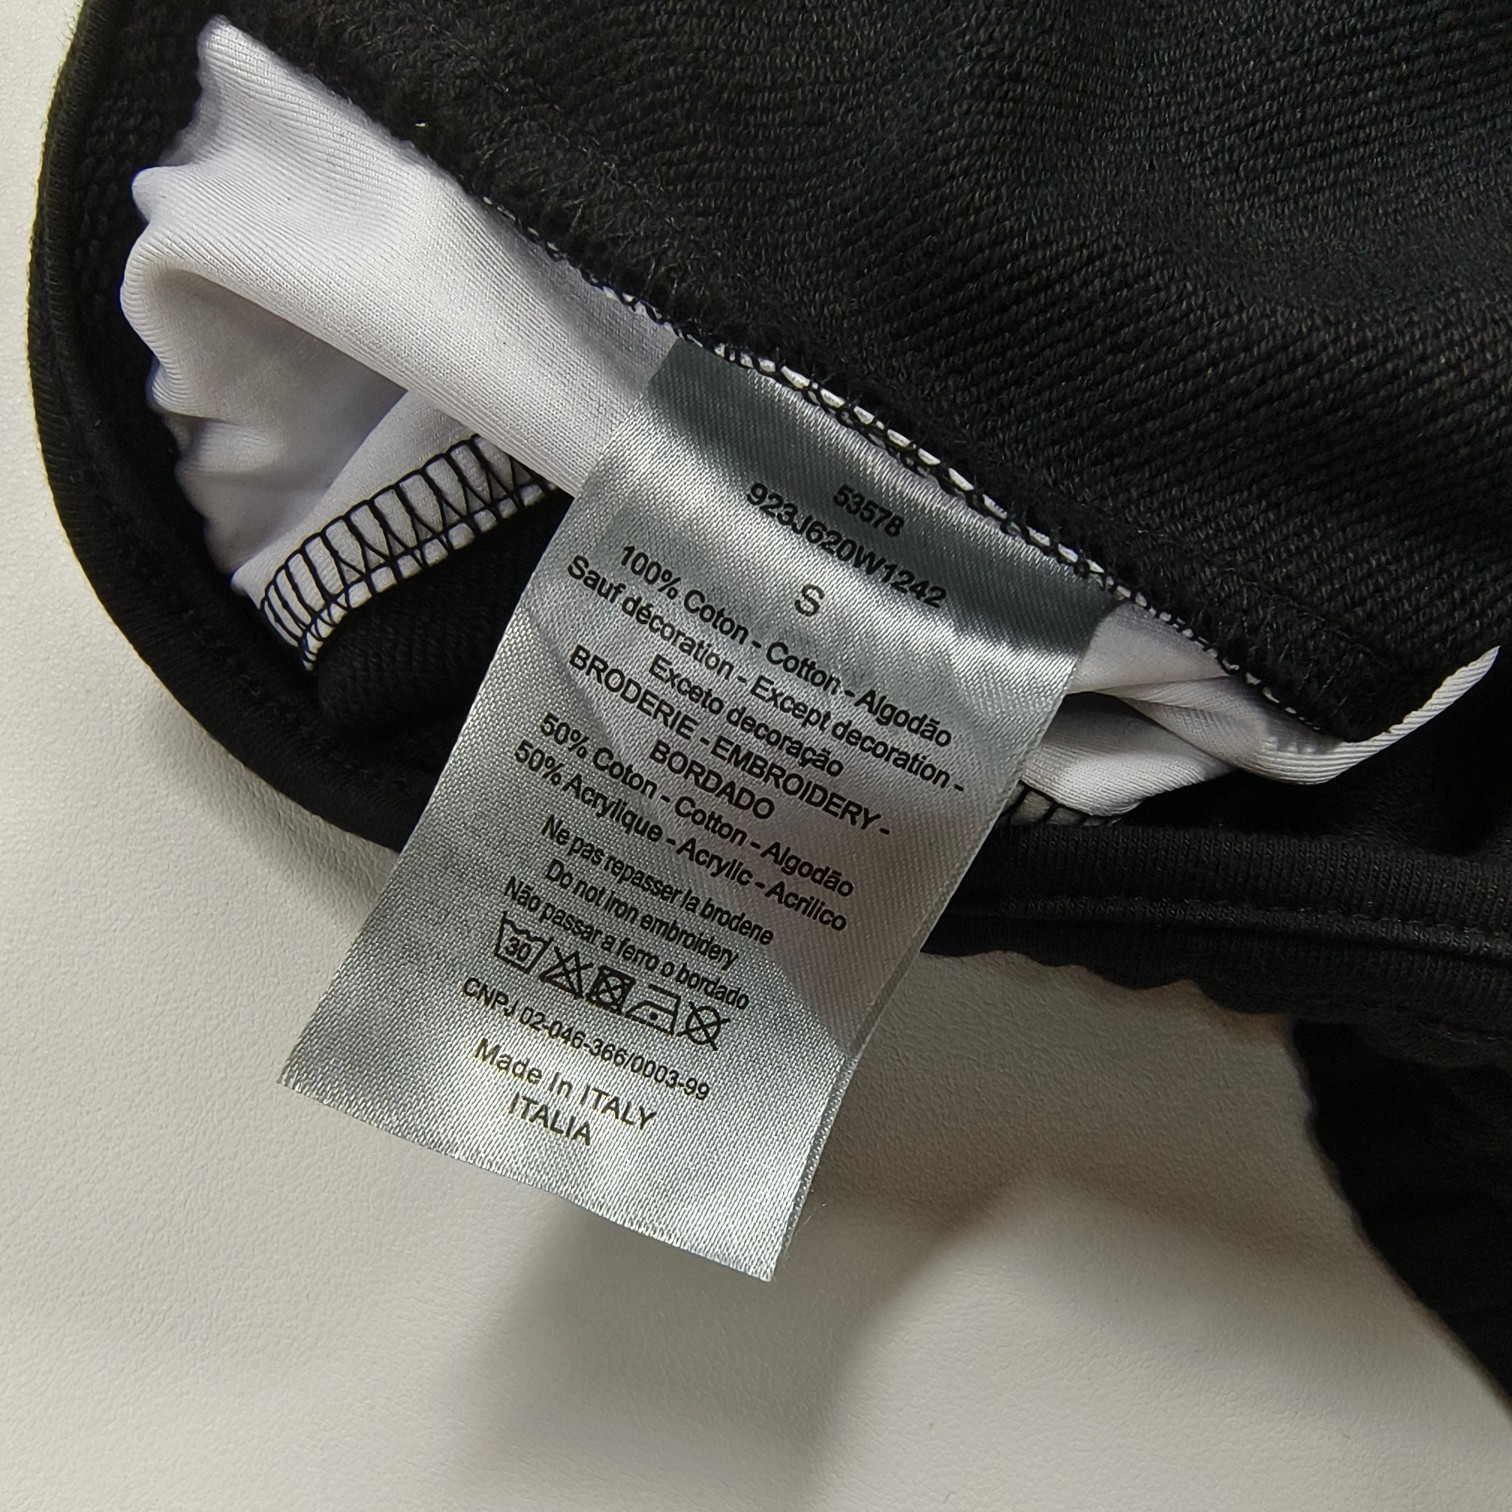 53578
923J620W1242
S
100% Coton - Cotton - Algodão
Sauf décoration - Except decoration -
Exceto decoração
BRODERIE - EMBROIDERY -
BORDADO
50% Coton - Cotton - Algodão
50% Acrylique - Acrylic - Acrilico
Ne pas repasser la brodene
Do not iron embroidery
Não passar a ferro o bordado
30
CNPJ 02-046-366/0003-99
Made In ITALY
ITALIA